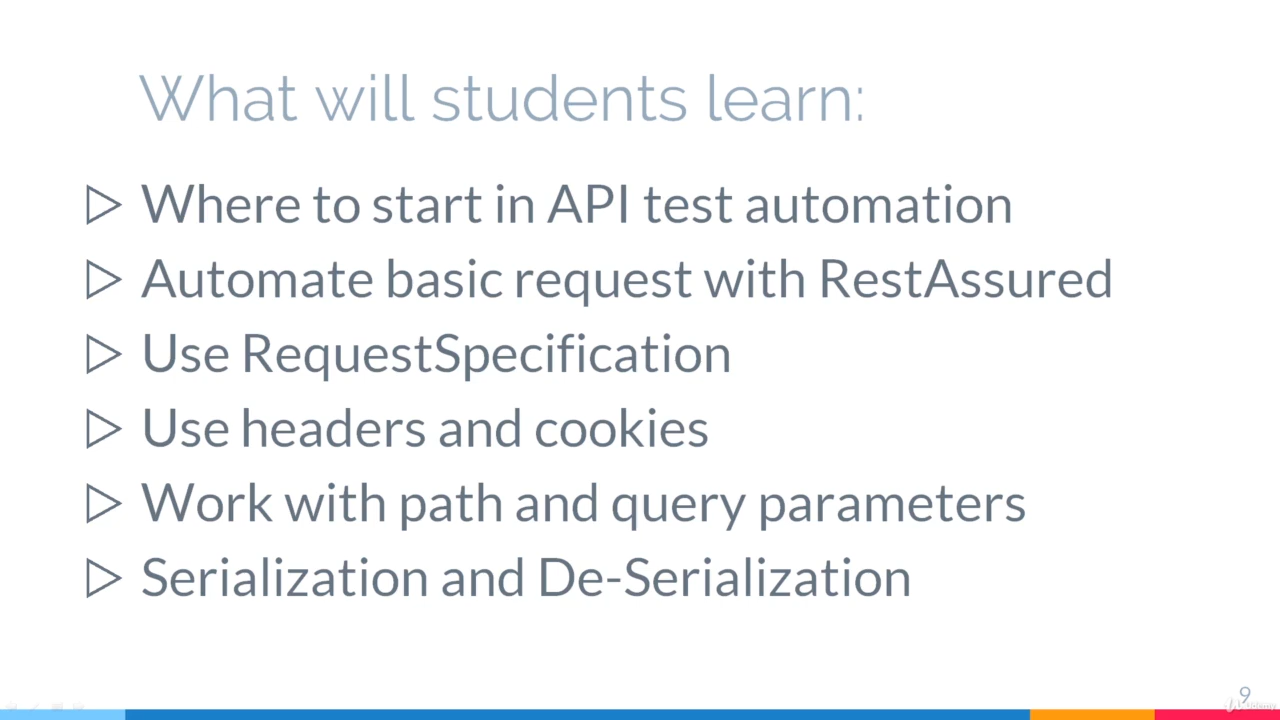 What will students learn:
Where to start in API test automation
Automate basic request with RestAssured
Use RequestSpecification
Use headers and cookies
Work with path and query parameters
Serialization and De-Serialization
9
Udemy